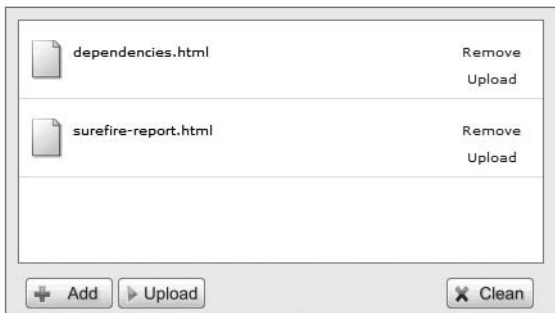 dependencies.html Remove
Upload
surefire-report.html Remove
Upload
Add Upload Clean